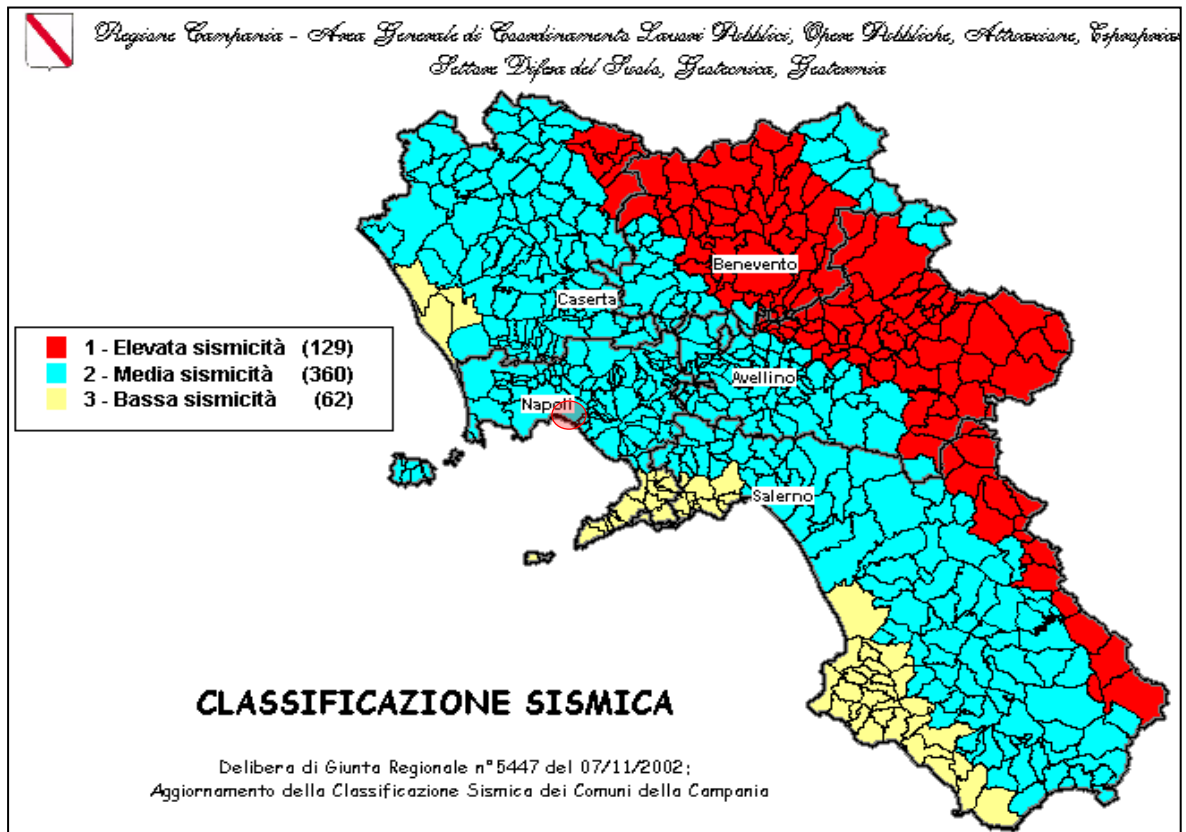 Regione Campania - Area Generale di Coordinamento Lavori Pubblici, Opere Pubbliche, Attuazione, Espropriaz
Settore Difesa del Suolo, Geotecnica, Geotermia
Benevento
Caserta
1 - Elevata sismicità (129)
2 - Media sismicità (360)
3 - Bassa sismicità (62)
Avellino
Napoli
Salerno
CLASSIFICAZIONE SISMICA
Delibera di Giunta Regionale n°5447 del 07/11/2002;
Aggiornamento della Classificazione Sismica dei Comuni della Campania